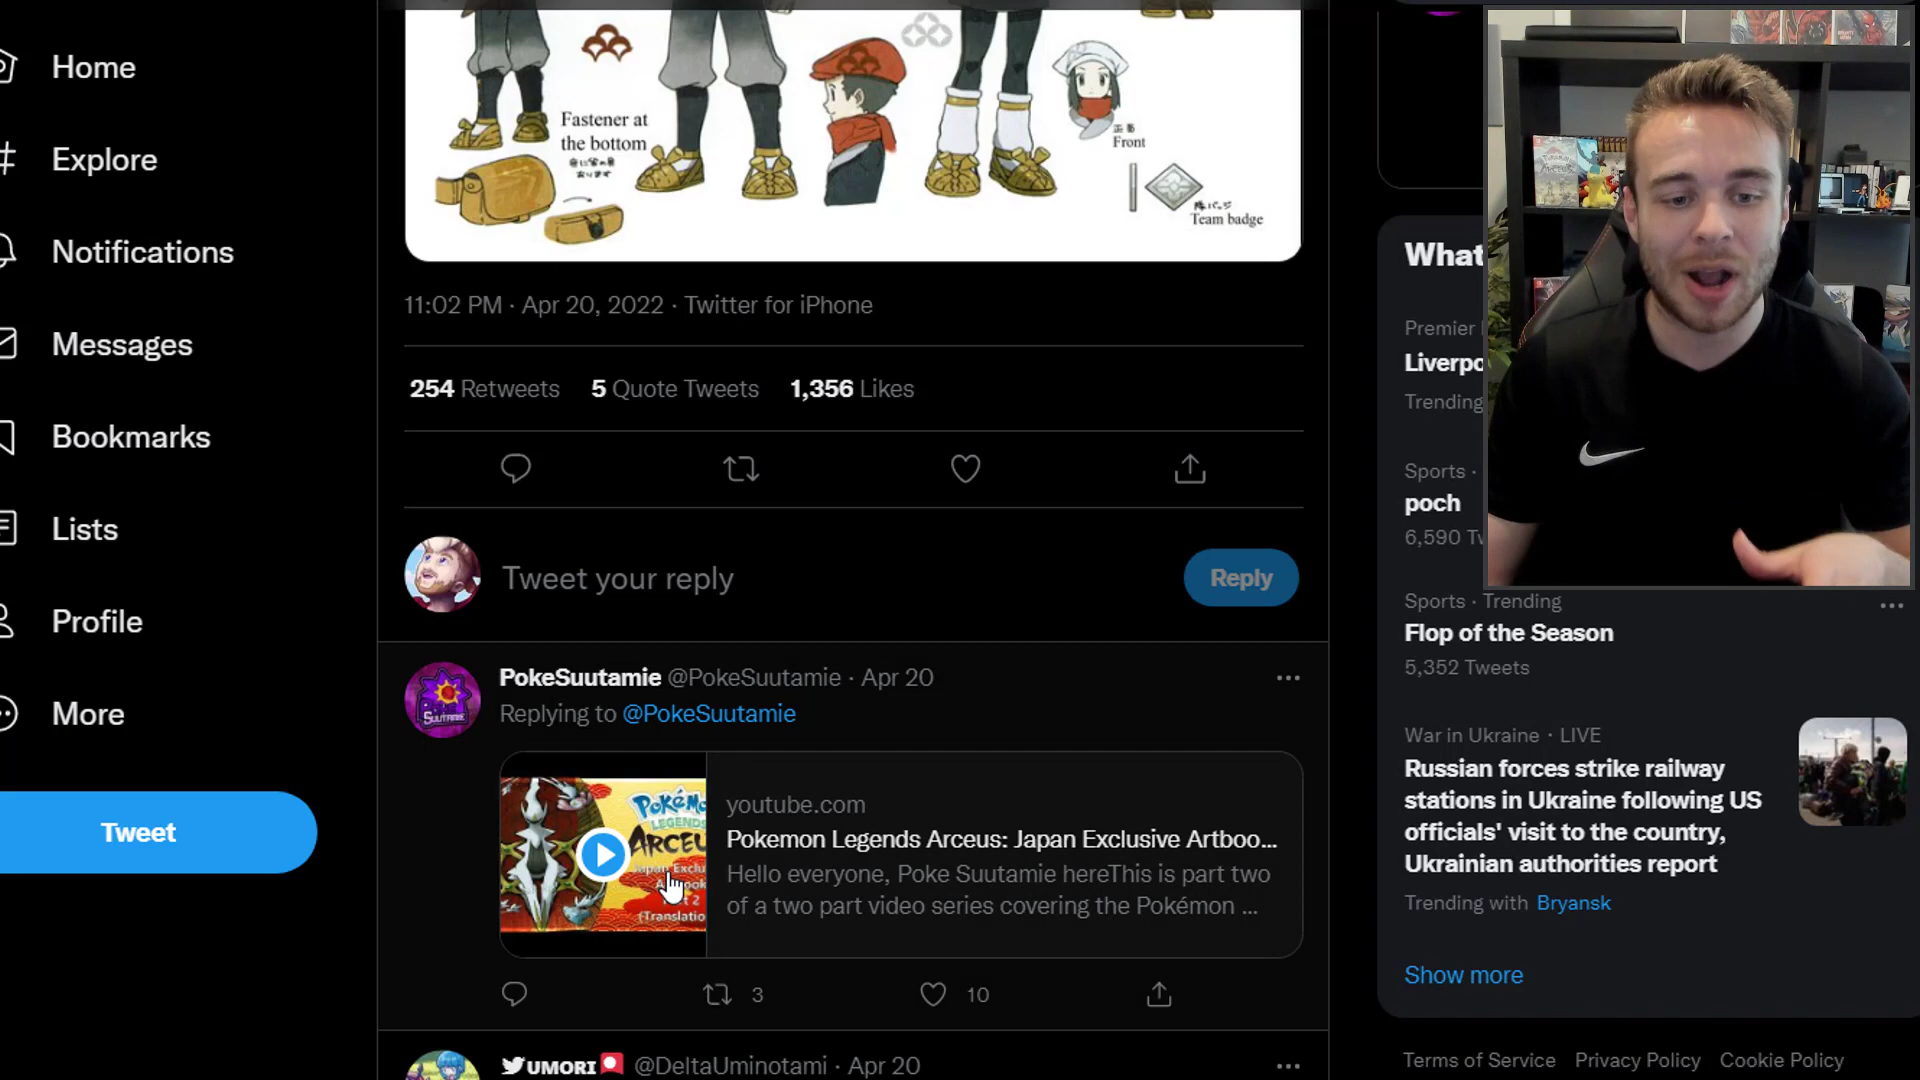 Home
Explore
Notifications
Messages
Bookmarks
Lists
Profile
More
Tweet
Fastener at
the bottom
Front
Team badge
11:02 PM · Apr 20, 2022 · Twitter for iPhone
254 Retweets 5 Quote Tweets 1,356 Likes
Tweet your reply
Reply
PokeSuutamie @PokeSuutamie · Apr 20
Replying to @PokeSuutamie
POKÉM
LEGENDS
ARCEU
(Translatio
youtube.com
Pokemon Legends Arceus: Japan Exclusive Artboo...
Hello everyone, Poke Suutamie hereThis is part two
of a two part video series covering the Pokémon ...
3
10
UMORI @DeltaUminotami · Apr 20
What
Premier
Liverpo
Trending
Sports ·
poch
6,590 Tw
Sports · Trending
Flop of the Season
5,352 Tweets
War in Ukraine · LIVE
Russian forces strike railway
stations in Ukraine following US
officials' visit to the country,
Ukrainian authorities report
Trending with Bryansk
Show more
Terms of Service Privacy Policy Cookie Policy